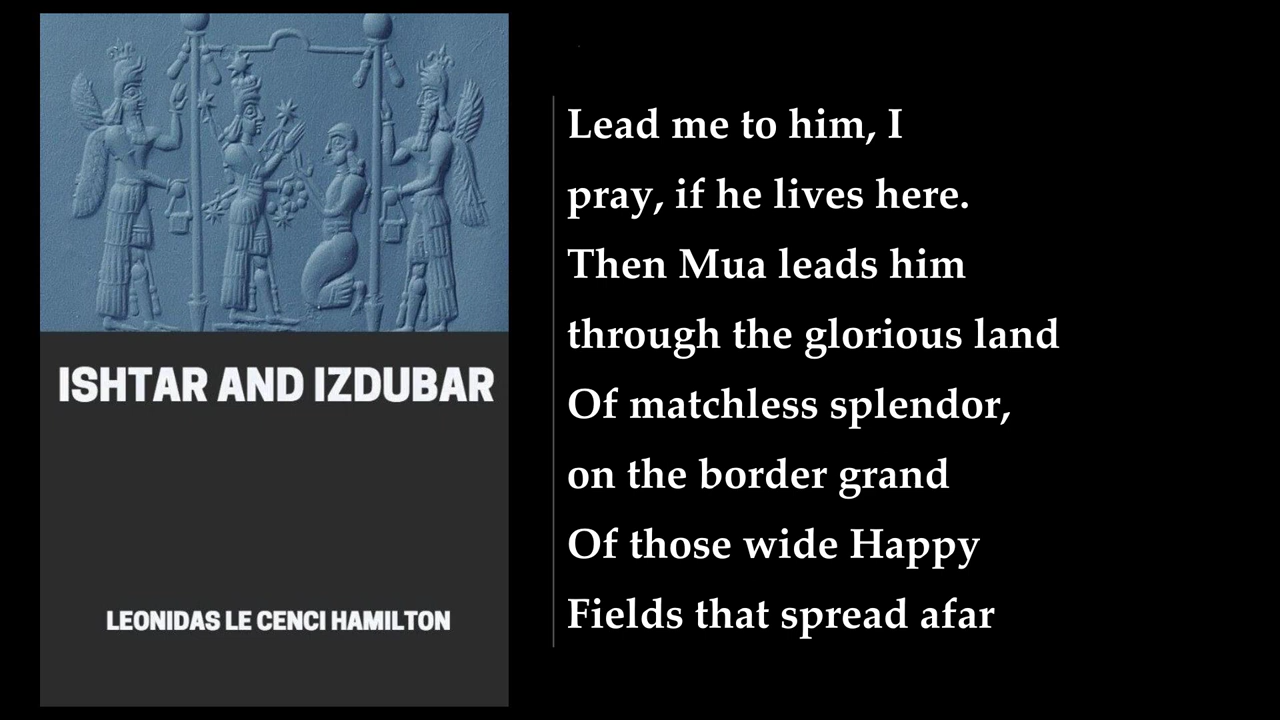 ISHTAR AND IZDUBAR
LEONIDAS LE CENCI HAMILTON
Lead me to him, I
pray, if he lives here.
Then Mua leads him
through the glorious land
Of matchless splendor,
on the border grand
Of those wide Happy
Fields that spread afar